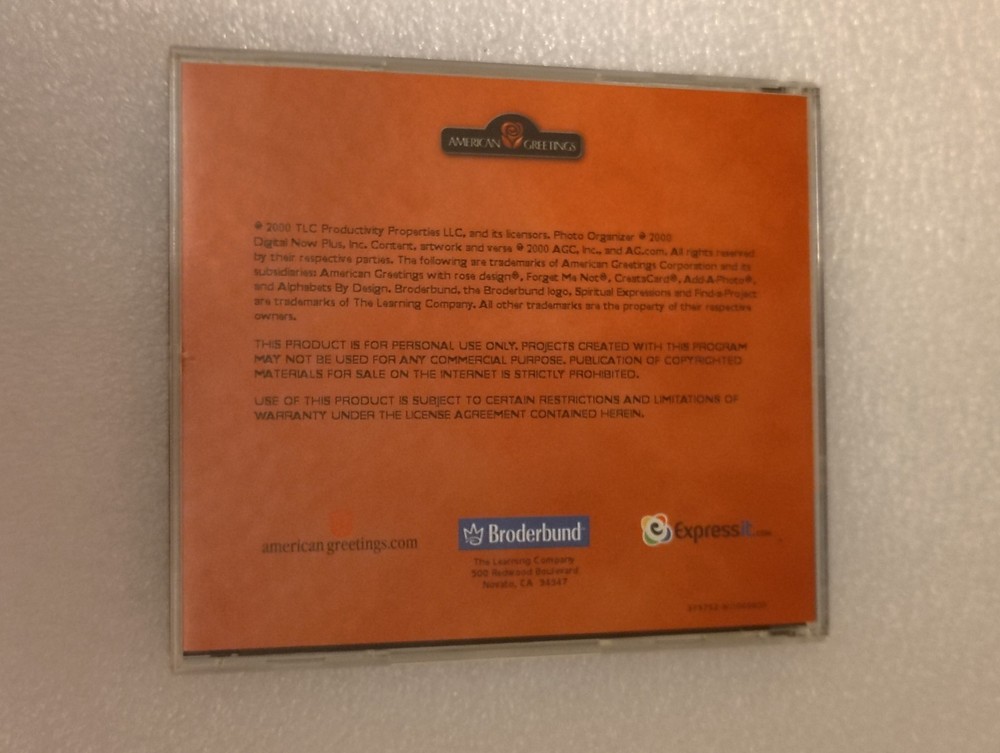 AMERICAN GREETINGS
© 2000 TLC Productivity Properties LLC, and its licensors. Photo Organizer © 2000
Digital Now Plus, Inc. Content, artwork and verse © 2000 AGC, Inc., and AG.com. All rights reserved
by their respective parties. The following are trademarks of American Greetings Corporation and its
subsidiaries: American Greetings with rose design®, Forget Me Not®, CreataCard®, Add-A-Photo®,
and Alphabets By Design. Broderbund, the Broderbund logo, Spiritual Expressions and Find-a-Project
are trademarks of The Learning Company. All other trademarks are the property of their respective
owners.
THIS PRODUCT IS FOR PERSONAL USE ONLY. PROJECTS CREATED WITH THIS PROGRAM
MAY NOT BE USED FOR ANY COMMERCIAL PURPOSE. PUBLICATION OF COPYRIGHTED
MATERIALS FOR SALE ON THE INTERNET IS STRICTLY PROHIBITED.
USE OF THIS PRODUCT IS SUBJECT TO CERTAIN RESTRICTIONS AND LIMITATIONS OF
WARRANTY UNDER THE LICENSE AGREEMENT CONTAINED HEREIN.
americangreetings.com
Broderbund
Expressit.com
The Learning Company
500 Redwood Boulevard
Novato, CA 94947